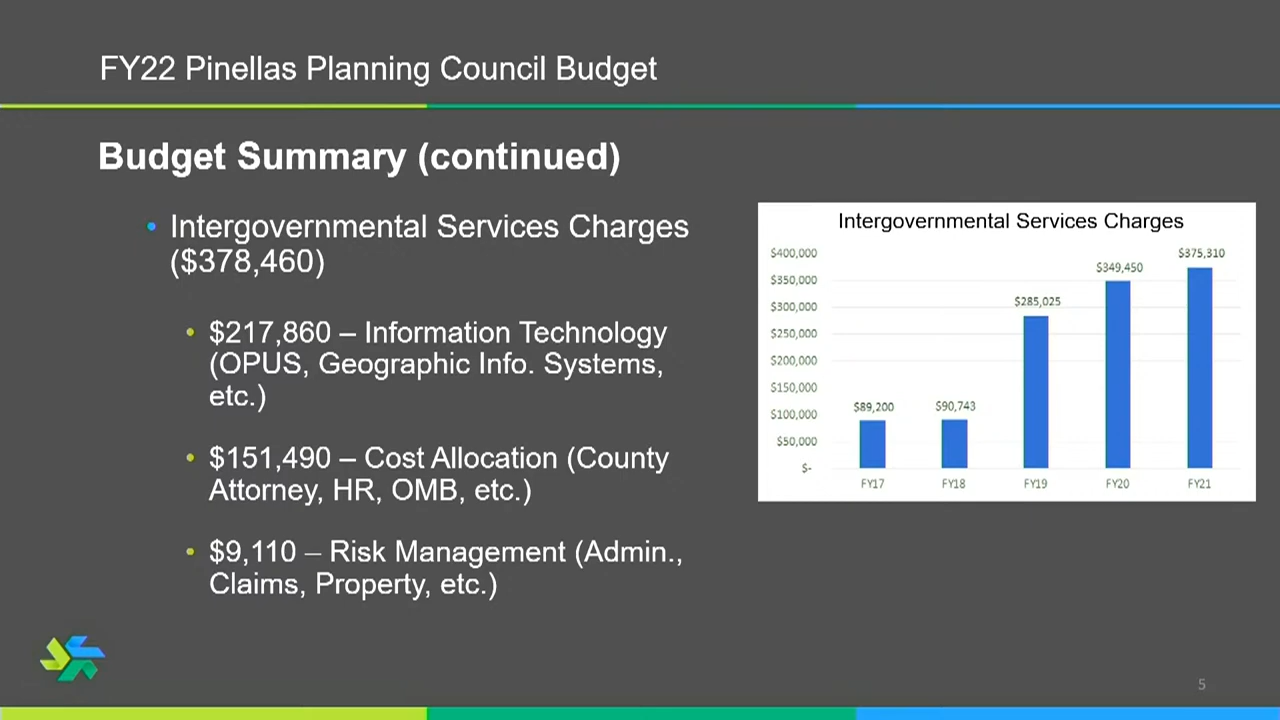 FY22 Pinellas Planning Council Budget
Budget Summary (continued)
• Intergovernmental Services Charges
($378,460)
• $217,860 – Information Technology
(OPUS, Geographic Info. Systems,
etc.)
• $151,490 – Cost Allocation (County
Attorney, HR, OMB, etc.)
• $9,110 – Risk Management (Admin.,
Claims, Property, etc.)
Intergovernmental Services Charges
$400,000
$350,000
$300,000
$250,000
$200,000
$150,000
$100,000
$50,000
$-
$89,200
$90,743
$285,025
$349,450
$375,310
FY17 FY18 FY19 FY20 FY21
5